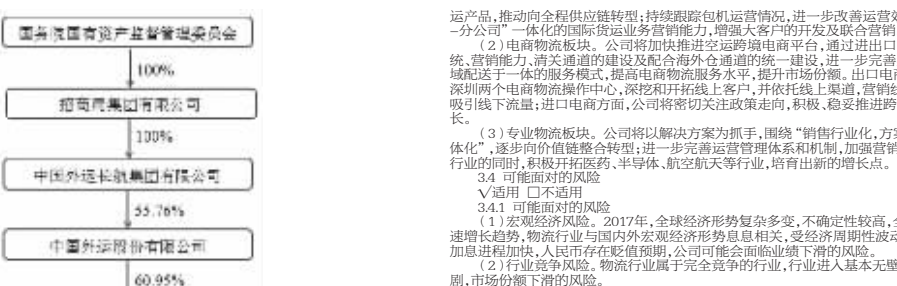 国务院国有资产监督管理委员会
100%
招商局集团有限公司
100%
中国外运长航集团有限公司
55.76%
中国外运股份有限公司
60.95%
运产品,推动向全程供应链转型;持续跟踪包机运营情况,进一步改善运营效
-分公司”一体化的国际货运业务营销能力,增强大客户的开发及联合营销
(2)电商物流板块。公司将加快推进空运跨境电商平台,通过进出口
统、营销能力、清关通道的建设及配合海外仓通道的统一建设,进一步完善
域配送于一体的服务模式,提高电商物流服务水平,提升市场份额。出口电商
深圳两个电商物流操作中心,深挖和开拓线上客户,并依托线上渠道,营销线
吸引线下流量;进口电商方面,公司将密切关注政策走向,积极、稳妥推进跨
长。
(3)专业物流板块。公司将以解决方案为抓手,围绕“销售行业化,方案
体化”,逐步向价值链整合转型;进一步完善运营管理体系和机制,加强营销
行业的同时,积极开拓医药、半导体、航空航天等行业,培育出新的增长点。
3.4 可能面对的风险
√适用 □不适用
3.4.1 可能面对的风险
(1)宏观经济风险。2017年,全球经济形势复杂多变,不确定性较高,全
速增长趋势,物流行业与国内外宏观经济形势息息相关,受经济周期性波动
加息进程加快,人民币存在贬值预期,公司可能会面临业绩下滑的风险。
(2)行业竞争风险。物流行业属于完全竞争的行业,行业进入基本无壁
剧,市场份额下滑的风险。